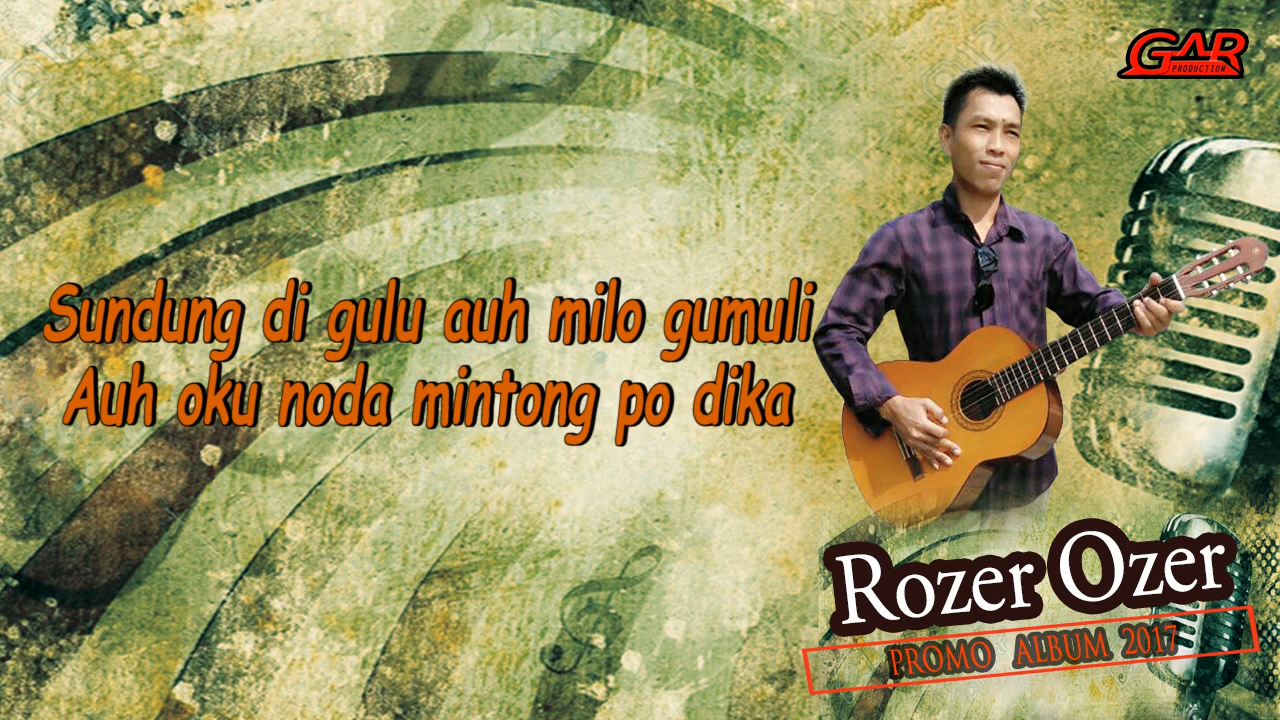 GAR
PRODUCTION
Sundung di gulu auh milo gumuli
Auh oku noda mintong po dika
Rozer Ozer
PROMO ALBUM 2017